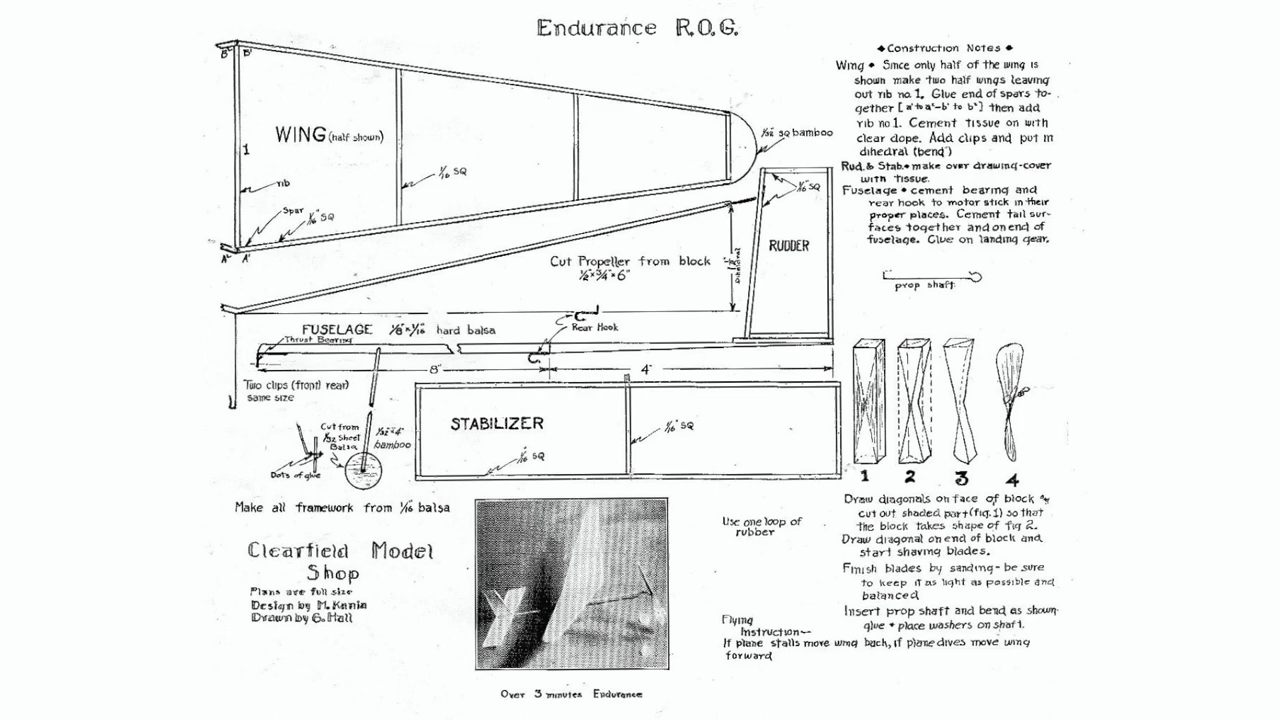 Endurance R.O.G.
B² B'
WING (half shown)
1
rib
Spar
1/16" SQ
1/16 SQ
A² A'
1/32 SQ bamboo
1/16" SQ
RUDDER
Cut Propeller from block
1/2"x3/4"x6"
Dihedral
FUSELAGE 1/8"x1/16" hard balsa
Thrust Bearing
Rear Hook
8"
4"
Two clips (front) rear)
same size
Cut from
1/32 sheet
Balsa
1/32"x4"
bamboo
Dots of glue
STABILIZER
1/16 SQ
1/16 SQ
Make all framework from 1/16 balsa
Clearfield Model
Shop
Plans are full size
Design by M. Kania
Drawn by G. Hall
Over 3 minutes Endurance
Construction Notes
Wing • Since only half of the wing is
shown make two half wings leaving
out rib no. 1. Glue end of spars to-
gether [a' to a²-b' to b²] then add
rib no 1. Cement tissue on with
clear dope. Add clips and put in
dihedral (bend)
Rud. & Stab. • make over drawing-cover
with tissue.
Fuselage • cement bearing and
rear hook to motor stick in their
proper places. Cement tail sur-
faces together and on end of
fuselage. Glue on landing gear.
prop shaft
1 2 3 4
Draw diagonals on face of block &
cut out shaded part (fig. 1) so that
the block takes shape of fig 2.
Draw diagonal on end of block and
start shaving blades.
Finish blades by sanding - be sure
to keep it as light as possible and
balanced
Insert prop shaft and bend as shown-
glue + place washers on shaft.
Use one loop of
rubber
Flying
Instruction-
If plane stalls move wing back, if plane dives move wing
forward